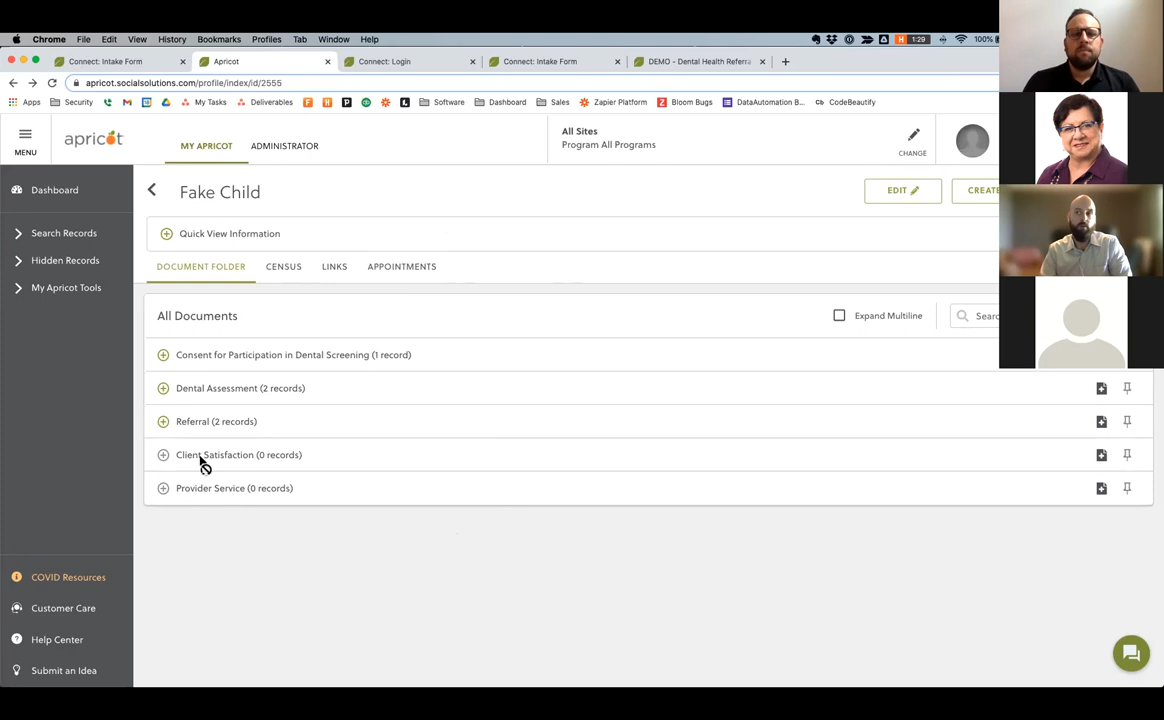 Chrome File Edit View History Bookmarks Profiles Tab Window Help H 1:29 100%
Connect: Intake Form × Apricot × Connect: Login × Connect: Intake Form × DEMO - Dental Health Referra × +
apricot.socialsolutions.com/profile/index/id/2555
Apps Security My Tasks Deliverables Software Dashboard Sales Zapier Platform Bloom Bugs DataAutomation B... CodeBeautify
MENU
apricot
MY APRICOT
ADMINISTRATOR
All Sites
Program All Programs
CHANGE
Dashboard
Search Records
Hidden Records
My Apricot Tools
COVID Resources
Customer Care
Help Center
Submit an Idea
Fake Child
EDIT
CREATE
Quick View Information
DOCUMENT FOLDER CENSUS LINKS APPOINTMENTS
All Documents
Expand Multiline
Consent for Participation in Dental Screening (1 record)
Dental Assessment (2 records)
Referral (2 records)
Client Satisfaction (0 records)
Provider Service (0 records)